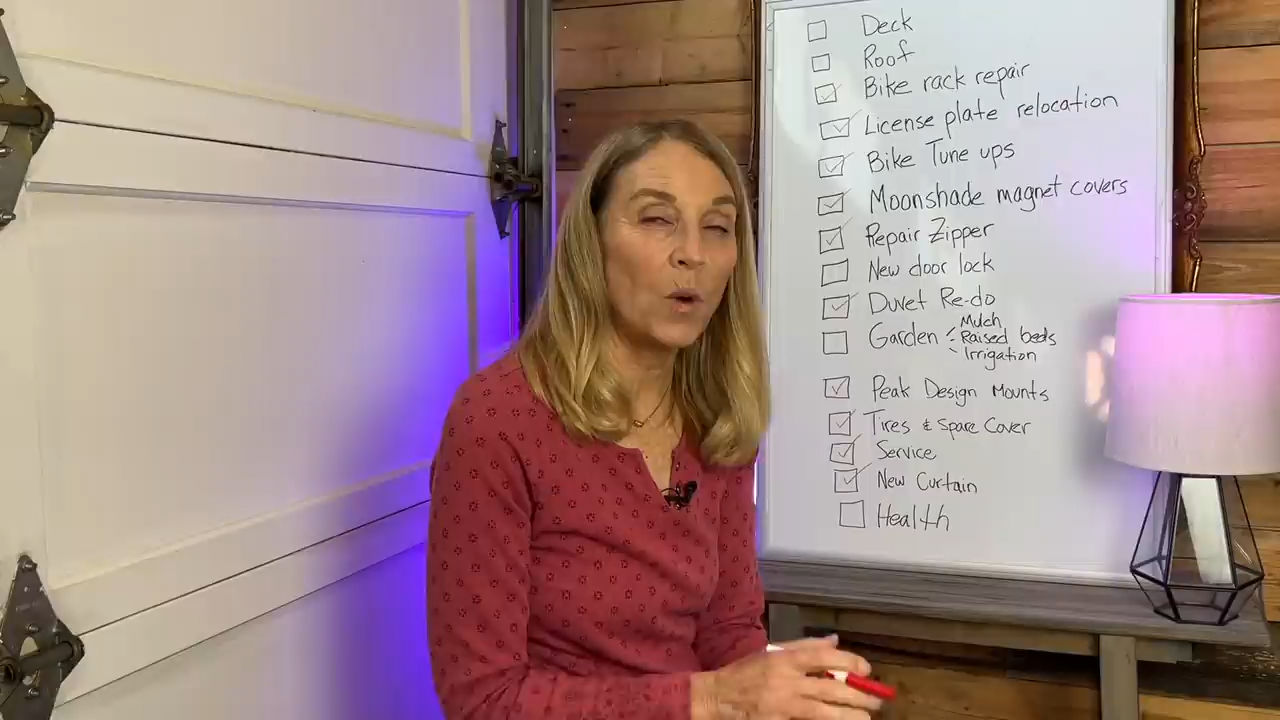 Deck
Roof
Bike rack repair
License plate relocation
Bike Tune ups
Moonshade magnet covers
Repair Zipper
New door lock
Duvet Re-do
Garden
Mulch
Raised beds
Irrigation
Peak Design Mounts
Tires & Spare Cover
Service
New Curtain
Health